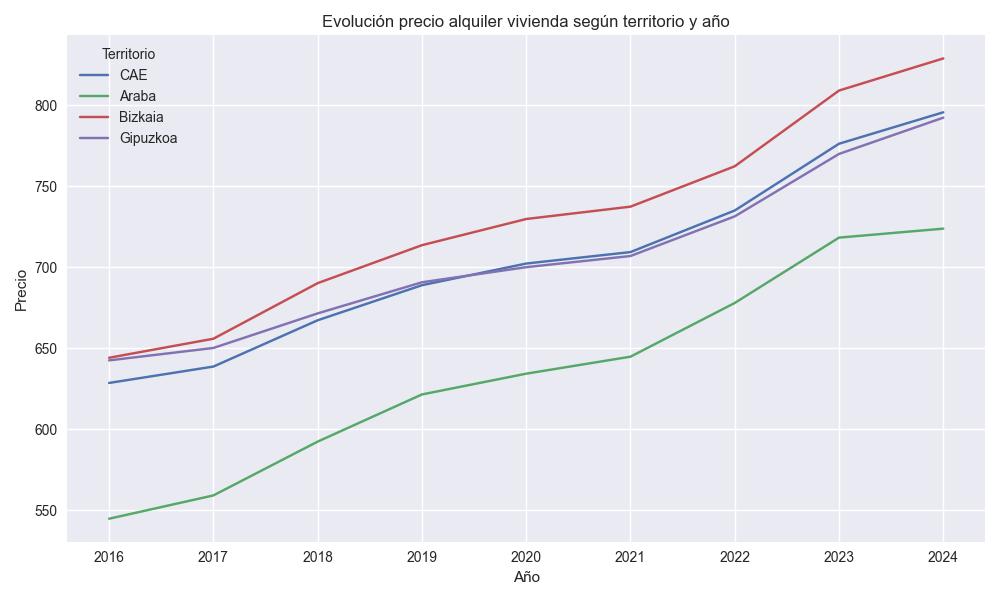 Evolución precio alquiler vivienda según territorio y año
Territorio
CAE
Araba
Bizkaia
Gipuzkoa
800
750
700
650
600
550
Precio
2016 2017 2018 2019 2020 2021 2022 2023 2024
Año